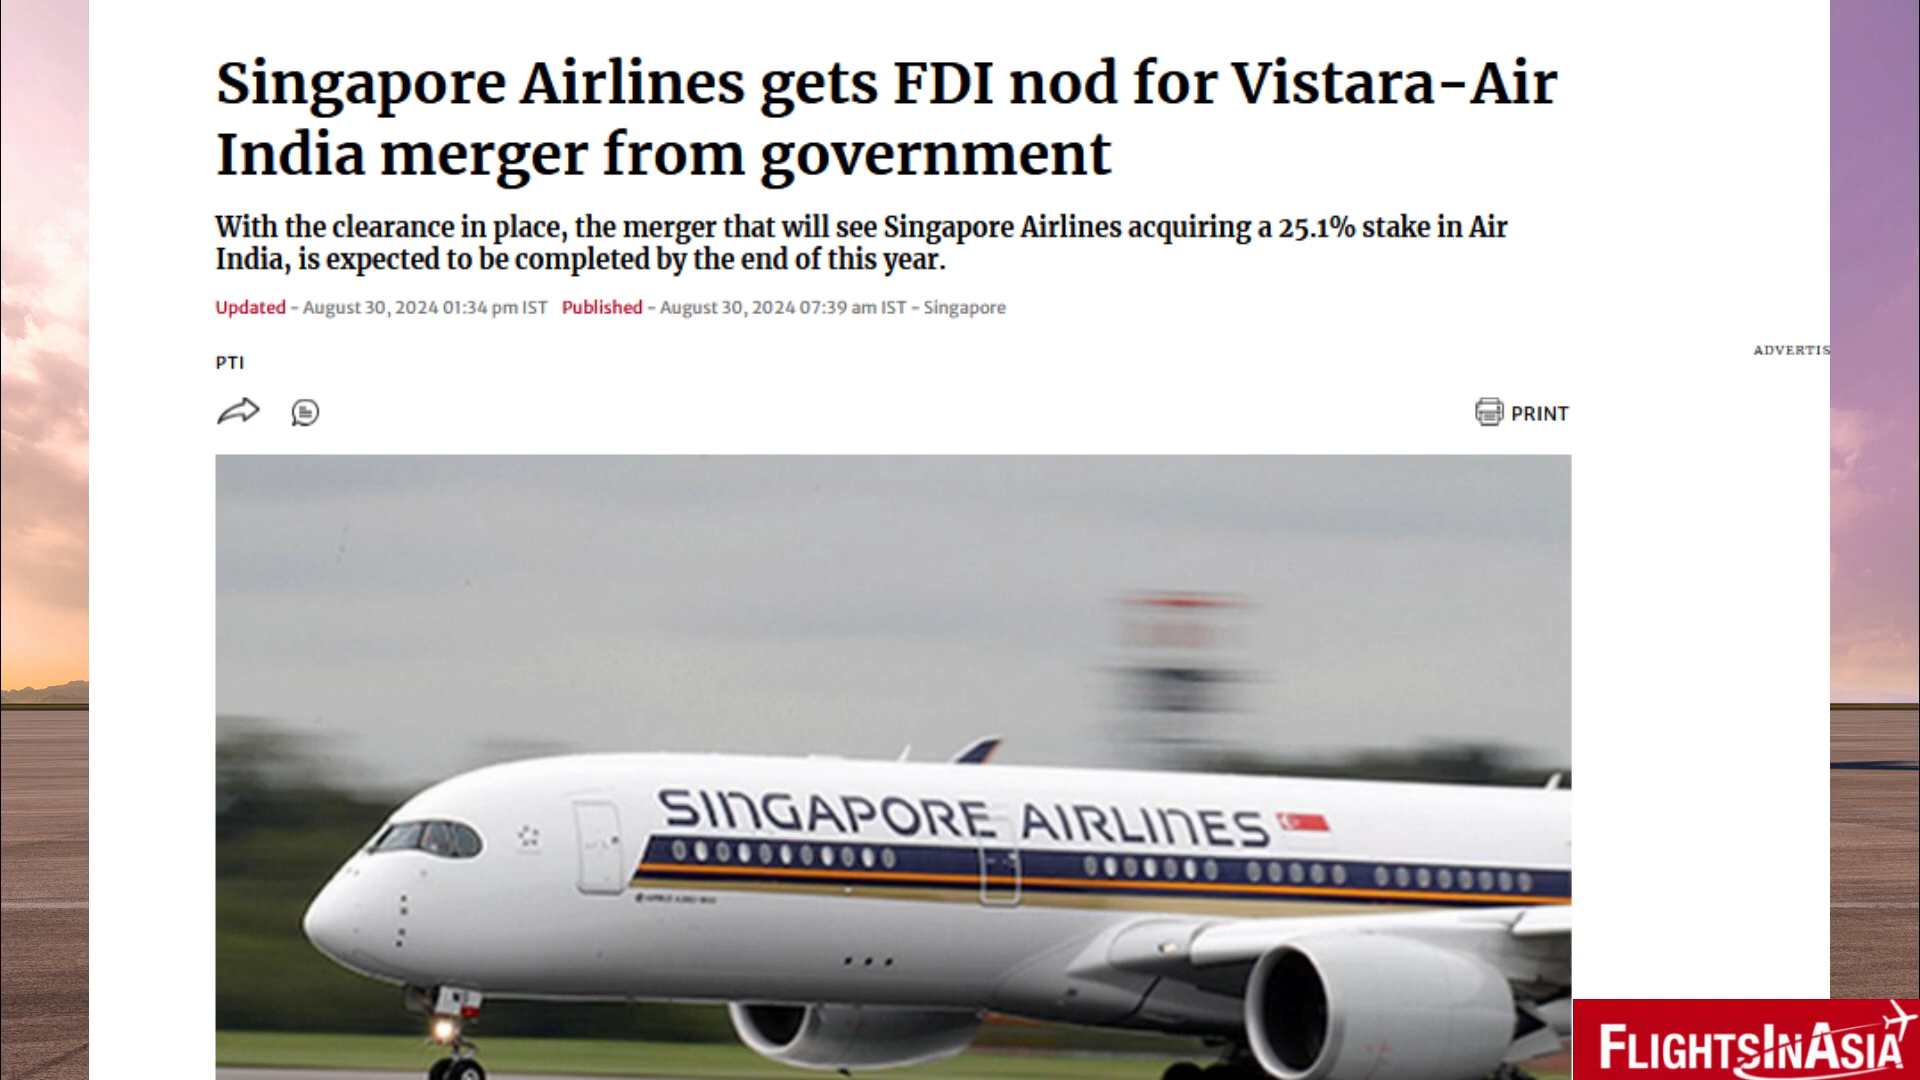 Singapore Airlines gets FDI nod for Vistara-Air
India merger from government
With the clearance in place, the merger that will see Singapore Airlines acquiring a 25.1% stake in Air
India, is expected to be completed by the end of this year.
Updated - August 30, 2024 01:34 pm IST Published - August 30, 2024 07:39 am IST - Singapore
ADVERTIS
PTI
PRINT
SINGAPORE AIRLINES
FLIGHTSINASIA